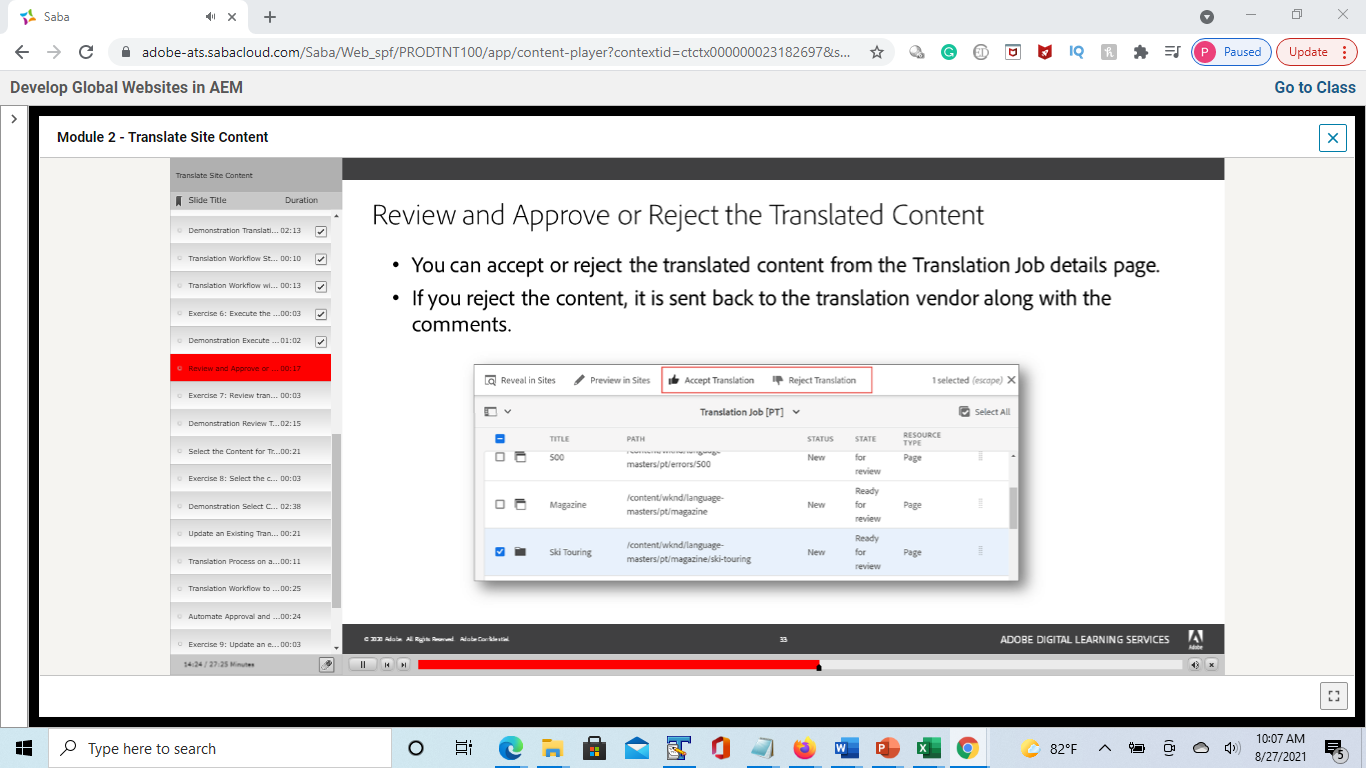 Saba
adobe-ats.sabacloud.com/Saba/Web_spf/PRODTNT100/app/content-player?contextid=ctctx000000023182697&s...
P Paused
Update
Develop Global Websites in AEM
Go to Class
Module 2 - Translate Site Content
Translate Site Content
Slide Title Duration
Demonstration Translati... 02:13
Translation Workflow St... 00:10
Translation Workflow wi... 00:13
Exercise 6: Execute the ... 00:03
Demonstration Execute ... 01:02
Review and Approve or ... 00:17
Exercise 7: Review tran... 00:03
Demonstration Review T... 02:15
Select the Content for Tr... 00:21
Exercise 8: Select the c... 00:03
Demonstration Select C... 02:38
Update an Existing Tran... 00:21
Translation Process on a... 00:11
Translation Workflow to ... 00:25
Automate Approval and ... 00:24
Exercise 9: Update an e... 00:03
14:24 / 27:25 Minutes
Review and Approve or Reject the Translated Content
• You can accept or reject the translated content from the Translation Job details page.
• If you reject the content, it is sent back to the translation vendor along with the
comments.
Reveal in Sites Preview in Sites Accept Translation Reject Translation 1 selected (escape)
Translation Job [PT] Select All
TITLE PATH STATUS STATE RESOURCE TYPE
500 /content/wknd/language-masters/pt/errors/500 New for review Page
Magazine /content/wknd/language-masters/pt/magazine New Ready for review Page
Ski Touring /content/wknd/language-masters/pt/magazine/ski-touring New Ready for review Page
© 2020 Adobe. All Rights Reserved. Adobe Confidential.
33
ADOBE DIGITAL LEARNING SERVICES
Adobe
Type here to search
82°F
10:07 AM
8/27/2021
5